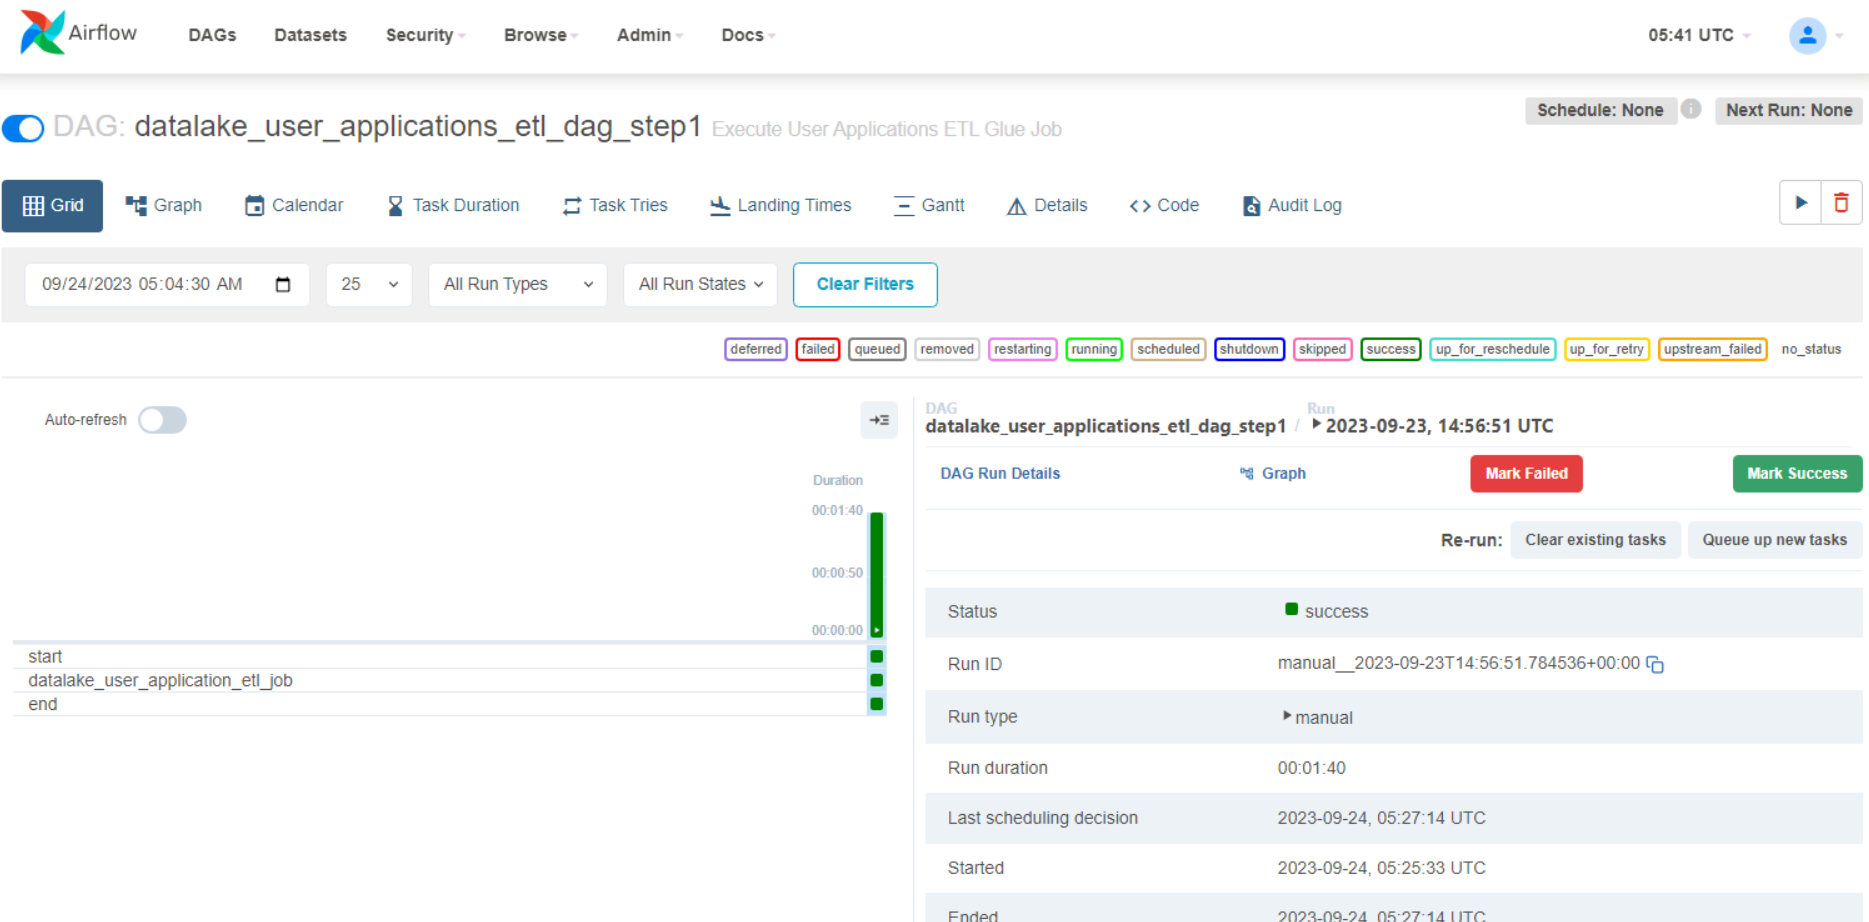 Airflow DAGs Datasets Security Browse Admin Docs 05:41 UTC
Schedule: None i Next Run: None
DAG: datalake_user_applications_etl_dag_step1 Execute User Applications ETL Glue Job
Grid Graph Calendar Task Duration Task Tries Landing Times Gantt Details Code Audit Log
09/24/2023 05:04:30 AM 25 All Run Types All Run States Clear Filters
deferred failed queued removed restarting running scheduled shutdown skipped success up_for_reschedule up_for_retry upstream_failed no_status
Auto-refresh
Duration
00:01:40
00:00:50
00:00:00
start
datalake_user_application_etl_job
end
DAG Run
datalake_user_applications_etl_dag_step1 / 2023-09-23, 14:56:51 UTC
DAG Run Details Graph Mark Failed Mark Success
Re-run: Clear existing tasks Queue up new tasks
Status success
Run ID manual__2023-09-23T14:56:51.784536+00:00
Run type manual
Run duration 00:01:40
Last scheduling decision 2023-09-24, 05:27:14 UTC
Started 2023-09-24, 05:25:33 UTC
Ended 2023-09-24, 05:27:14 UTC